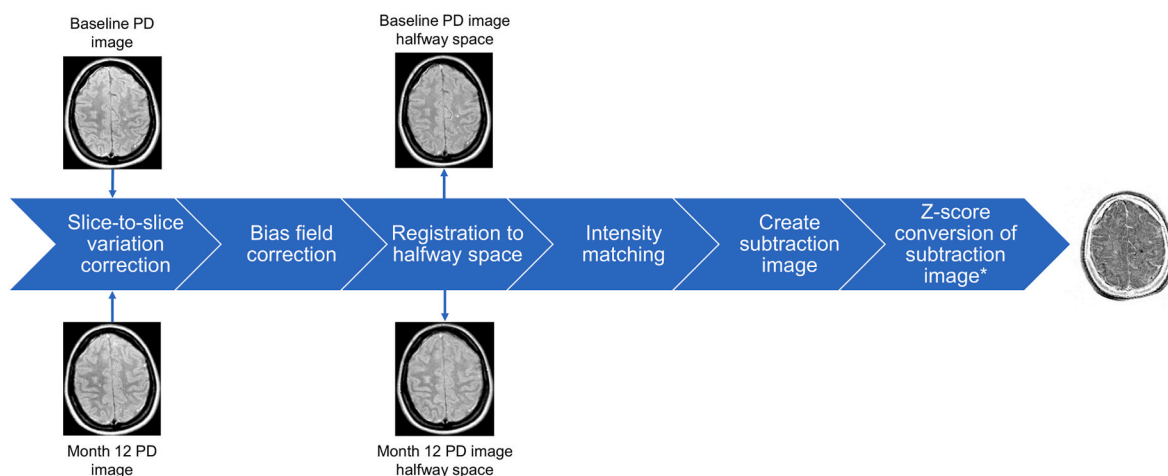 Baseline PD
image
Baseline PD image
halfway space
Slice-to-slice
variation
correction
Bias field
correction
Registration to
halfway space
Intensity
matching
Create
subtraction
image
Z-score
conversion of
subtraction
image*
Month 12 PD
image
Month 12 PD image
halfway space